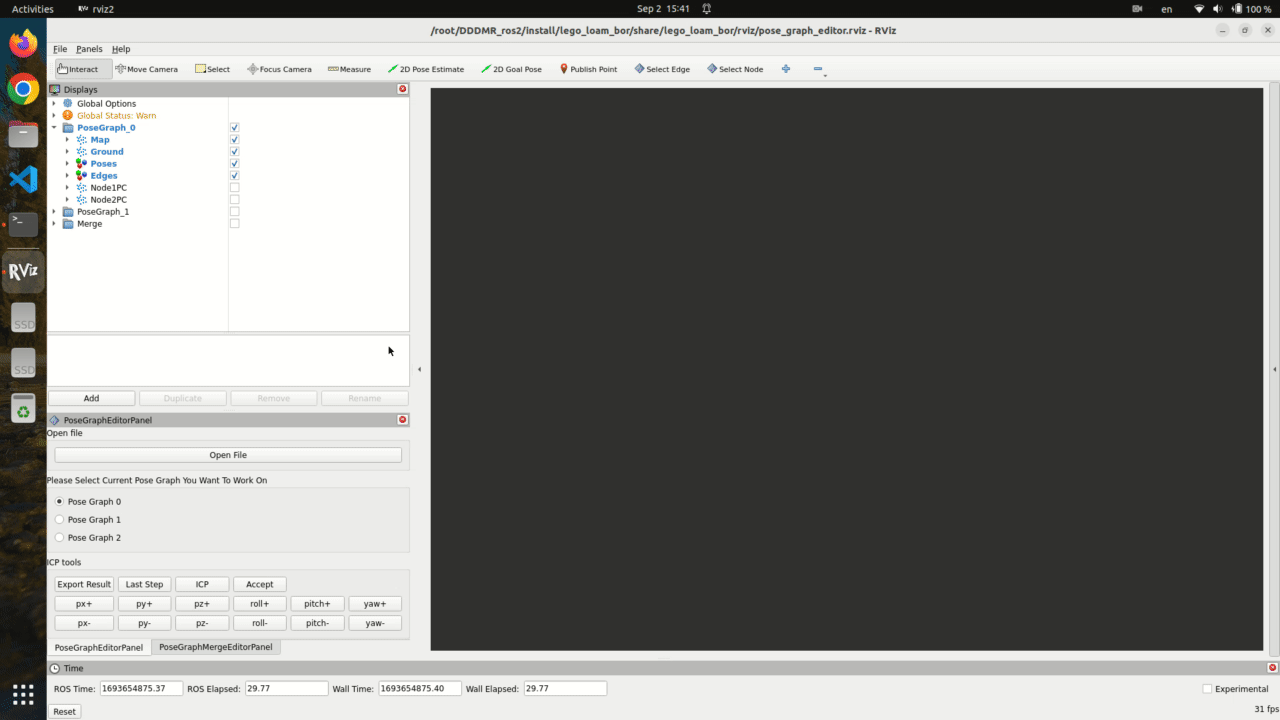 Activities rviz2 Sep 2 15:41 en 100 %
/root/DDDMR_ros2/install/lego_loam_bor/share/lego_loam_bor/rviz/pose_graph_editor.rviz - RViz
File Panels Help
Interact Move Camera Select Focus Camera Measure 2D Pose Estimate 2D Goal Pose Publish Point Select Edge Select Node
Displays
Global Options
Global Status: Warn
PoseGraph_0
Map
Ground
Poses
Edges
Node1PC
Node2PC
PoseGraph_1
Merge
>_
RViz
SSD
SSD
Add Duplicate Remove Rename
PoseGraphEditorPanel
Open file
Open File
Please Select Current Pose Graph You Want To Work On
Pose Graph 0
Pose Graph 1
Pose Graph 2
ICP tools
Export Result Last Step ICP Accept
px+ py+ pz+ roll+ pitch+ yaw+
px- py- pz- roll- pitch- yaw-
PoseGraphEditorPanel PoseGraphMergeEditorPanel
Time
ROS Time: 1693654875.37 ROS Elapsed: 29.77 Wall Time: 1693654875.40 Wall Elapsed: 29.77 Experimental
Reset 31 fps